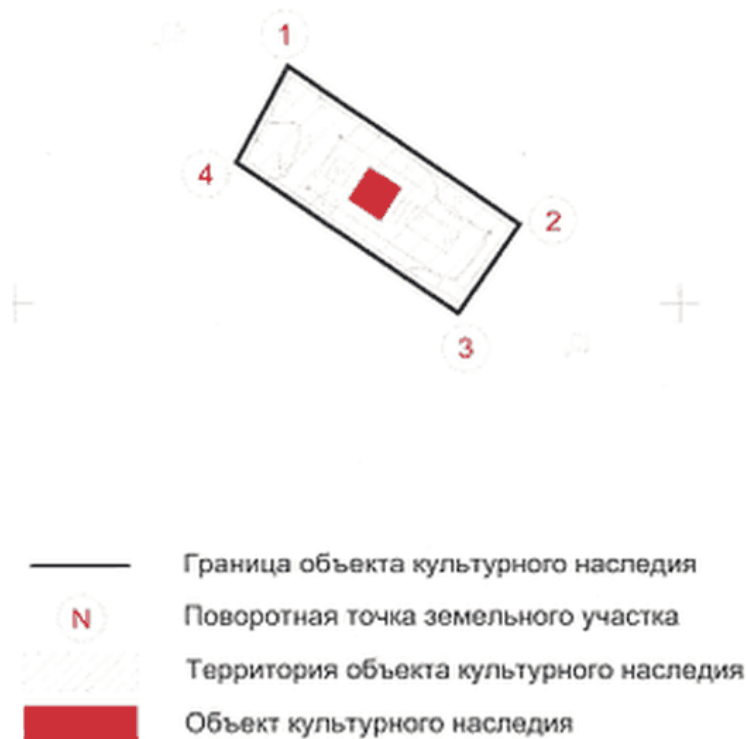 1
4
2
3
Граница объекта культурного наследия
N Поворотная точка земельного участка
Территория объекта культурного наследия
Объект культурного наследия